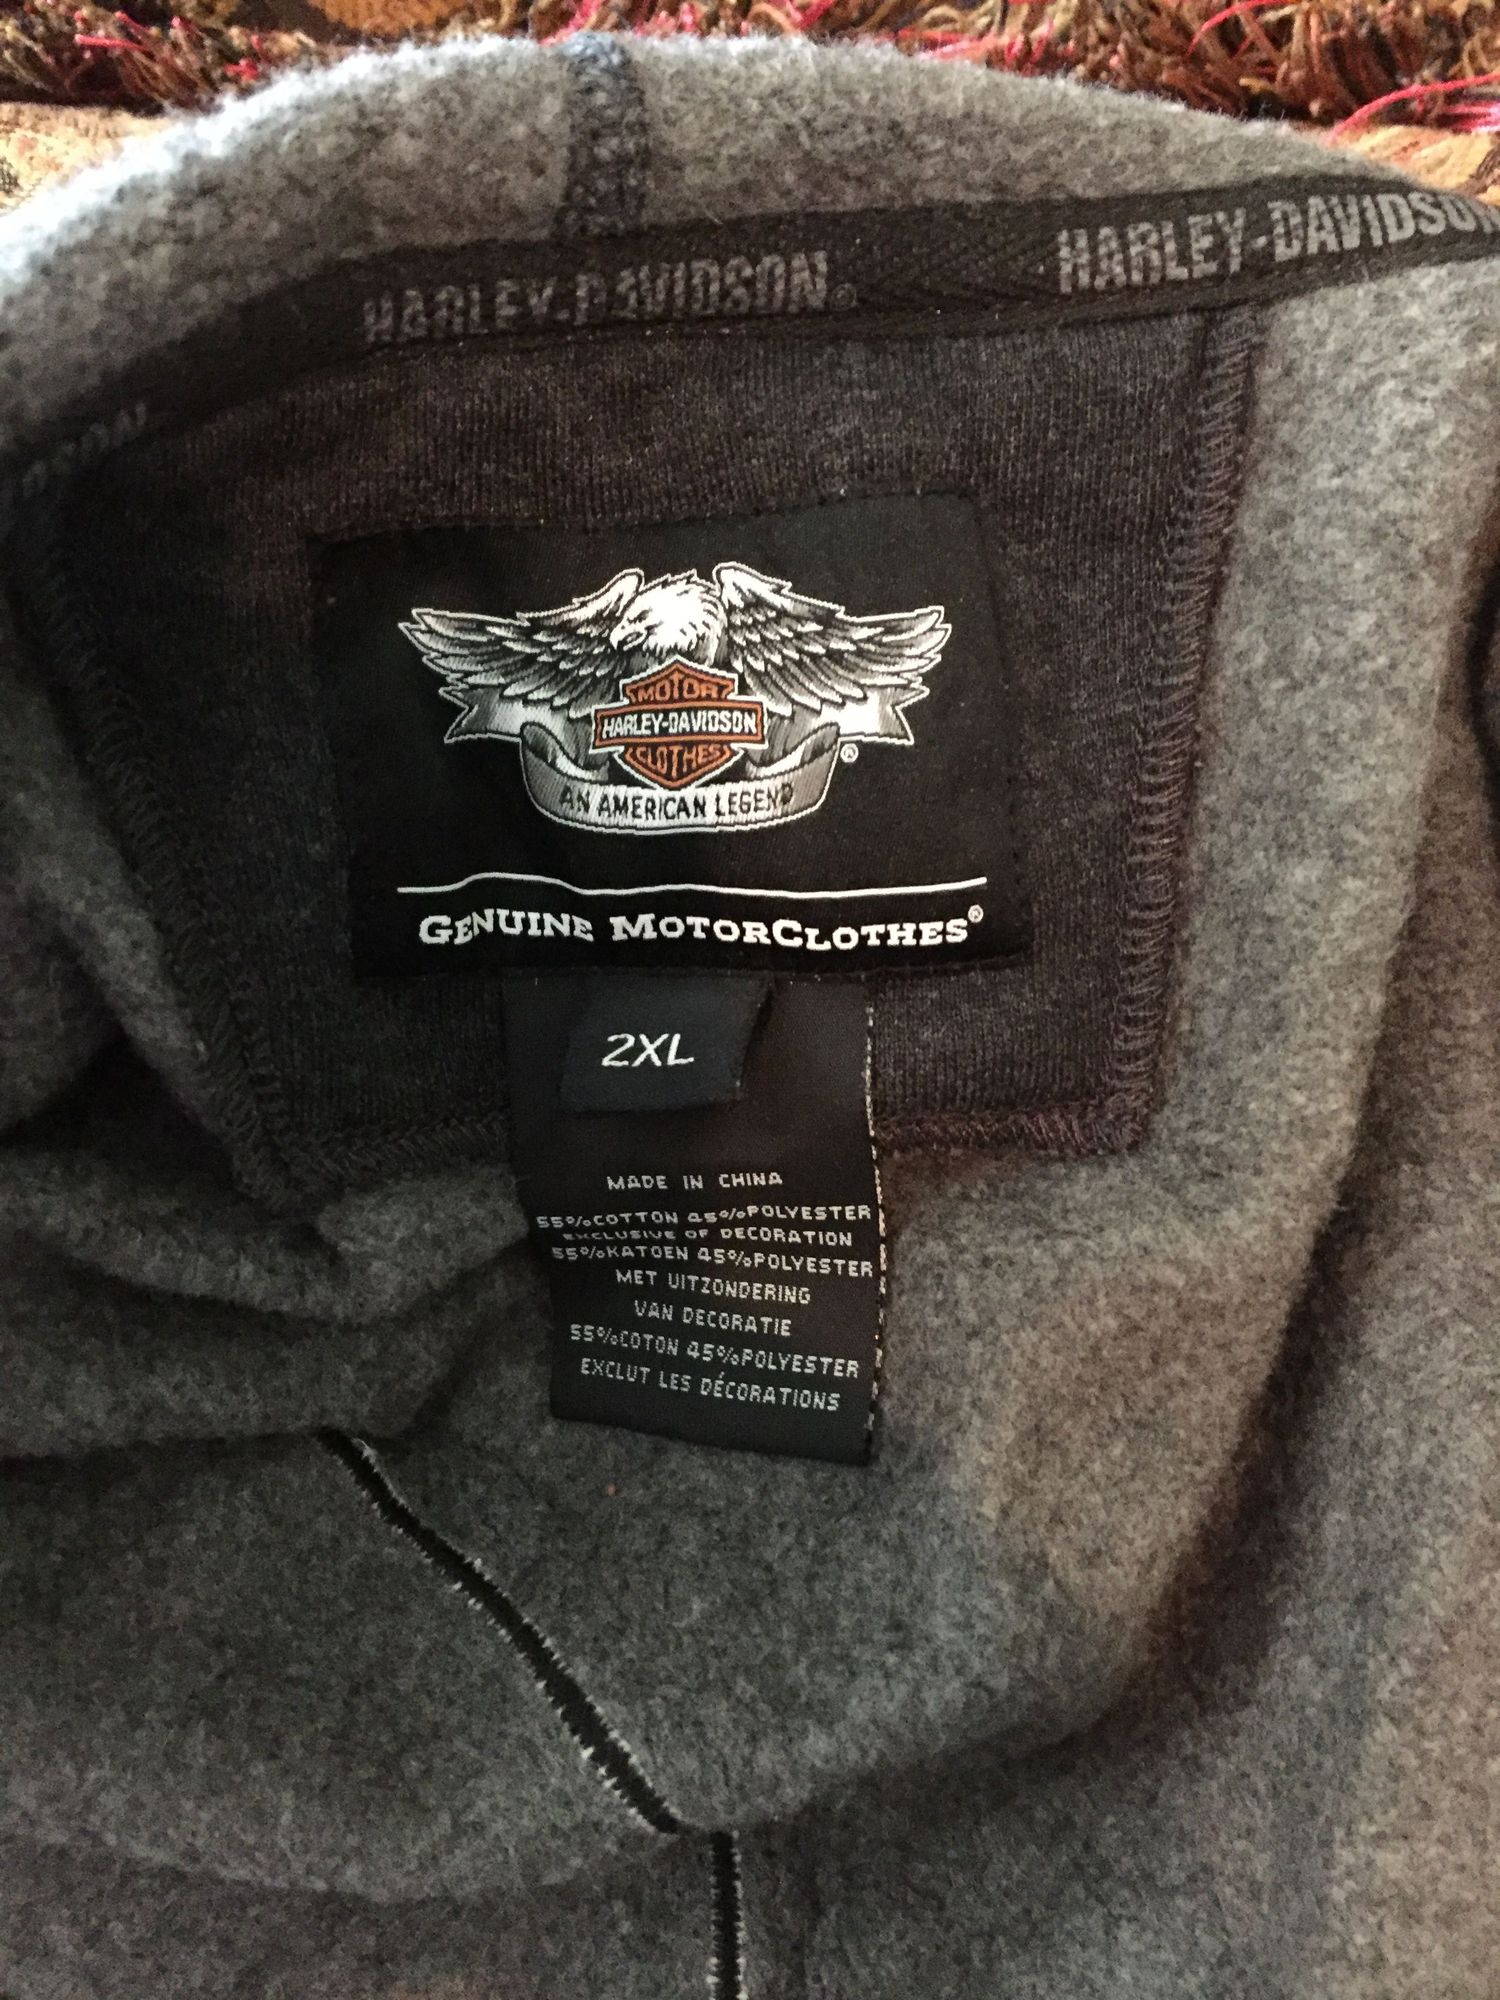 HARLEY-DAVIDSON®
HARLEY-DAVIDSON
MOTOR
HARLEY-DAVIDSON
CLOTHES
®
AN AMERICAN LEGEND
GENUINE MOTORCLOTHES®
2XL
MADE IN CHINA
55%COTTON 45%POLYESTER
EXCLUSIVE OF DECORATION
55%KATOEN 45%POLYESTER
MET UITZONDERING
VAN DECORATIE
55%COTON 45%POLYESTER
EXCLUT LES DÉCORATIONS